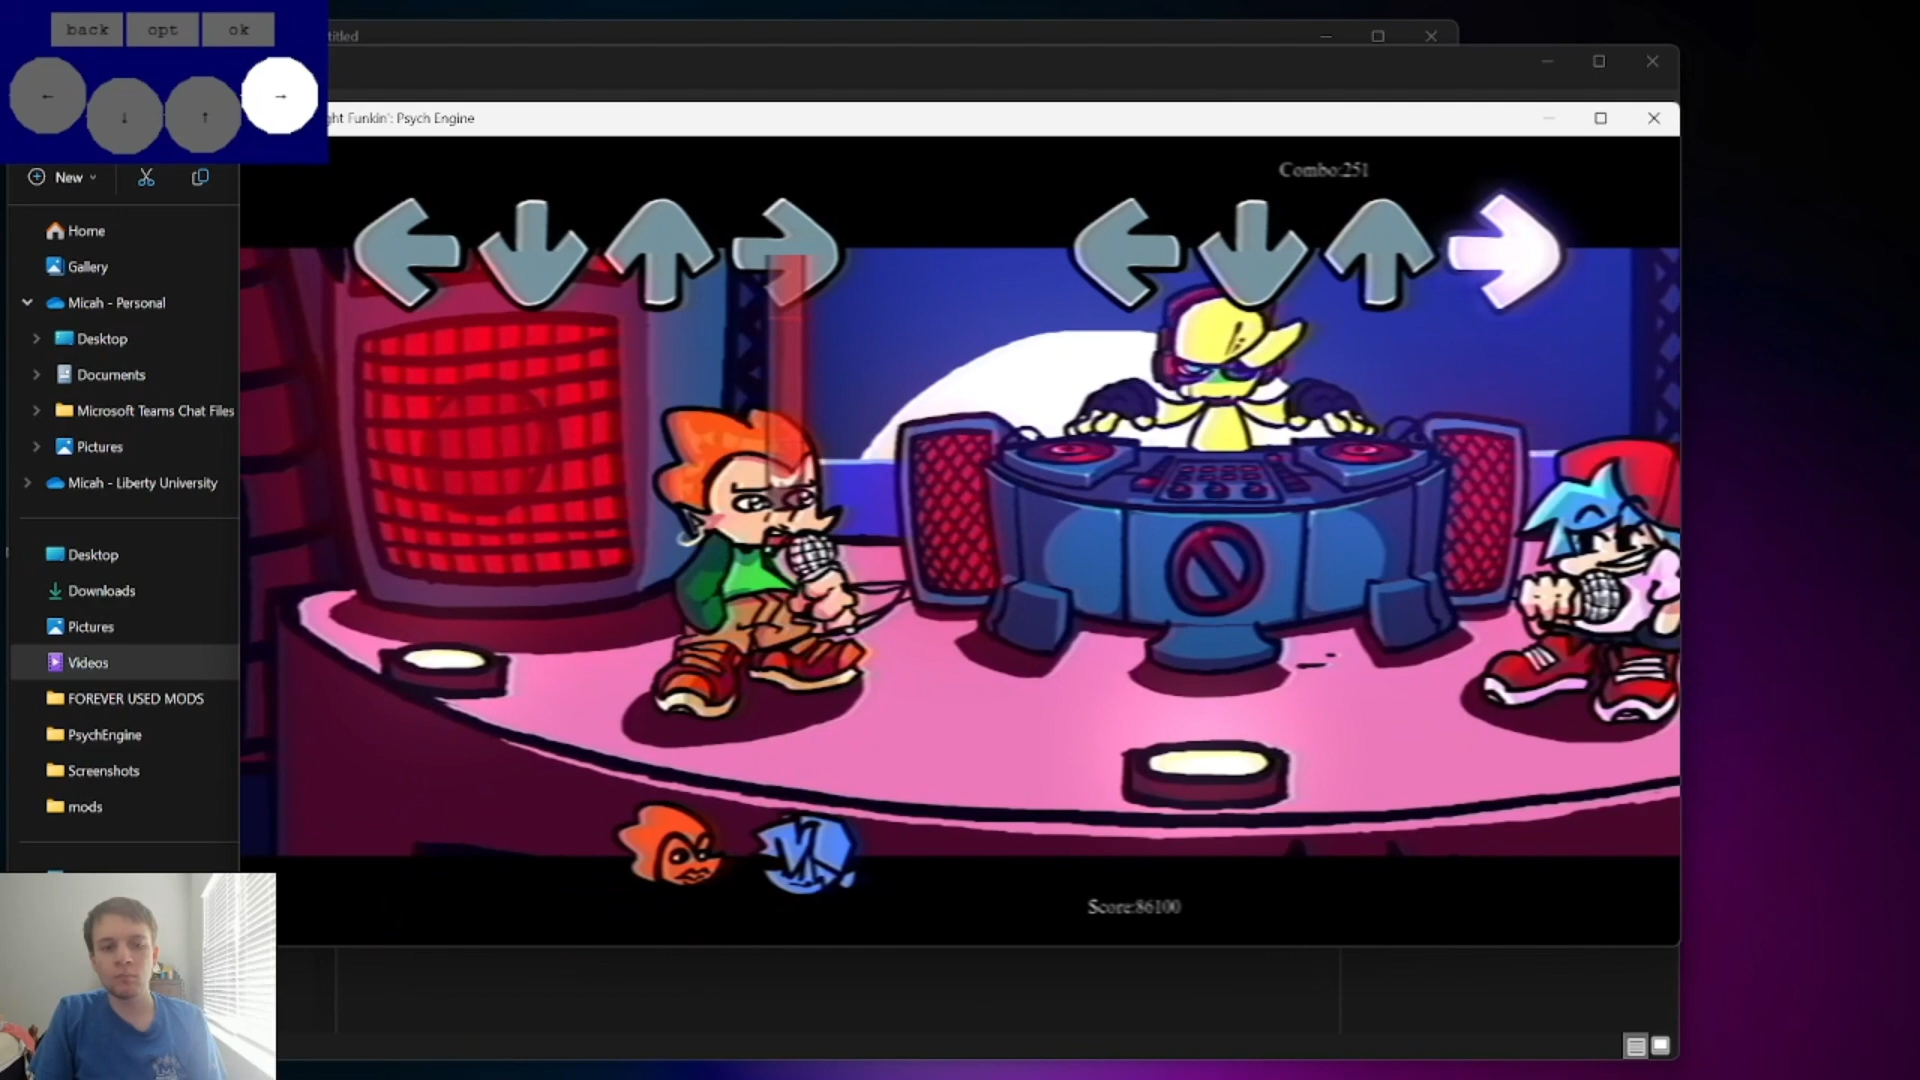 back opt ok
← ↓ ↑ →
titled
ght Funkin': Psych Engine
New
Combo:251
Home
Gallery
Micah - Personal
Desktop
Documents
Microsoft Teams Chat Files
Pictures
Micah - Liberty University
Desktop
Downloads
Pictures
Videos
FOREVER USED MODS
PsychEngine
Screenshots
mods
Score:86100